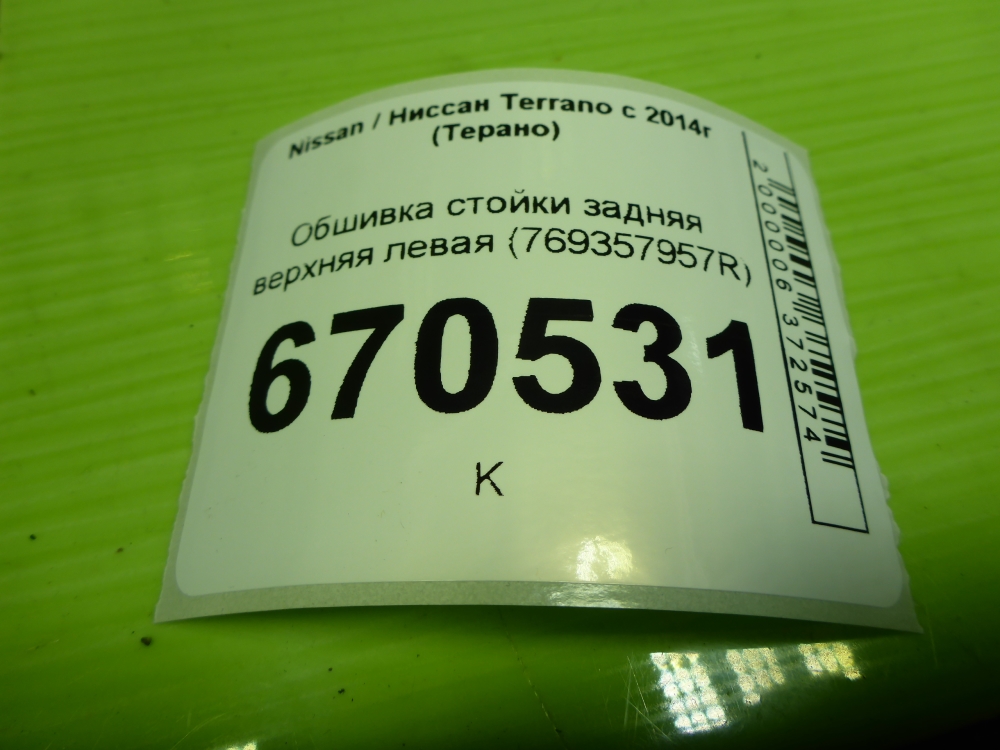 Nissan / Ниссан Terrano с 2014г
(Терано)
Обшивка стойки задняя
верхняя левая (769357957R)
670531
К
2000006372574